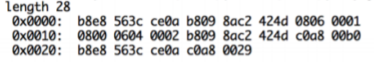 length 28
0x0000: b8e8 563c ce0a b809 8ac2 424d 0806 0001
0x0010: 0800 0604 0002 b809 8ac2 424d c0a8 00b0
0x0020: b8e8 563c ce0a c0a8 0029